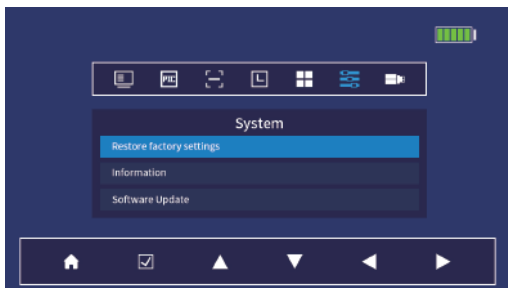 PIC
L
System
Restore factory settings
Information
Software Update